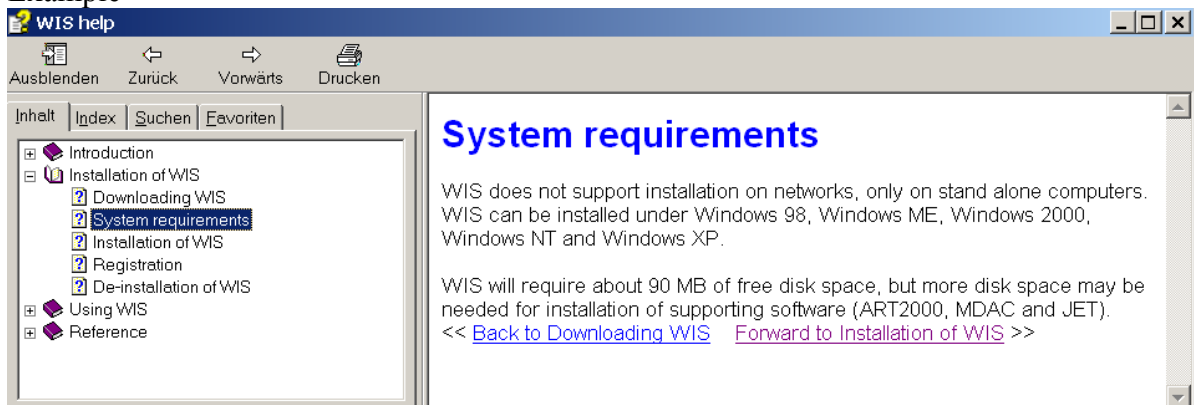 Example
WIS help
Ausblenden Zurück Vorwärts Drucken
Inhalt Index Suchen Favoriten
Introduction
Installation of WIS
Downloading WIS
System requirements
Installation of WIS
Registration
De-installation of WIS
Using WIS
Reference
System requirements
WIS does not support installation on networks, only on stand alone computers.
WIS can be installed under Windows 98, Windows ME, Windows 2000,
Windows NT and Windows XP.
WIS will require about 90 MB of free disk space, but more disk space may be
needed for installation of supporting software (ART2000, MDAC and JET).
<< Back to Downloading WIS Forward to Installation of WIS >>